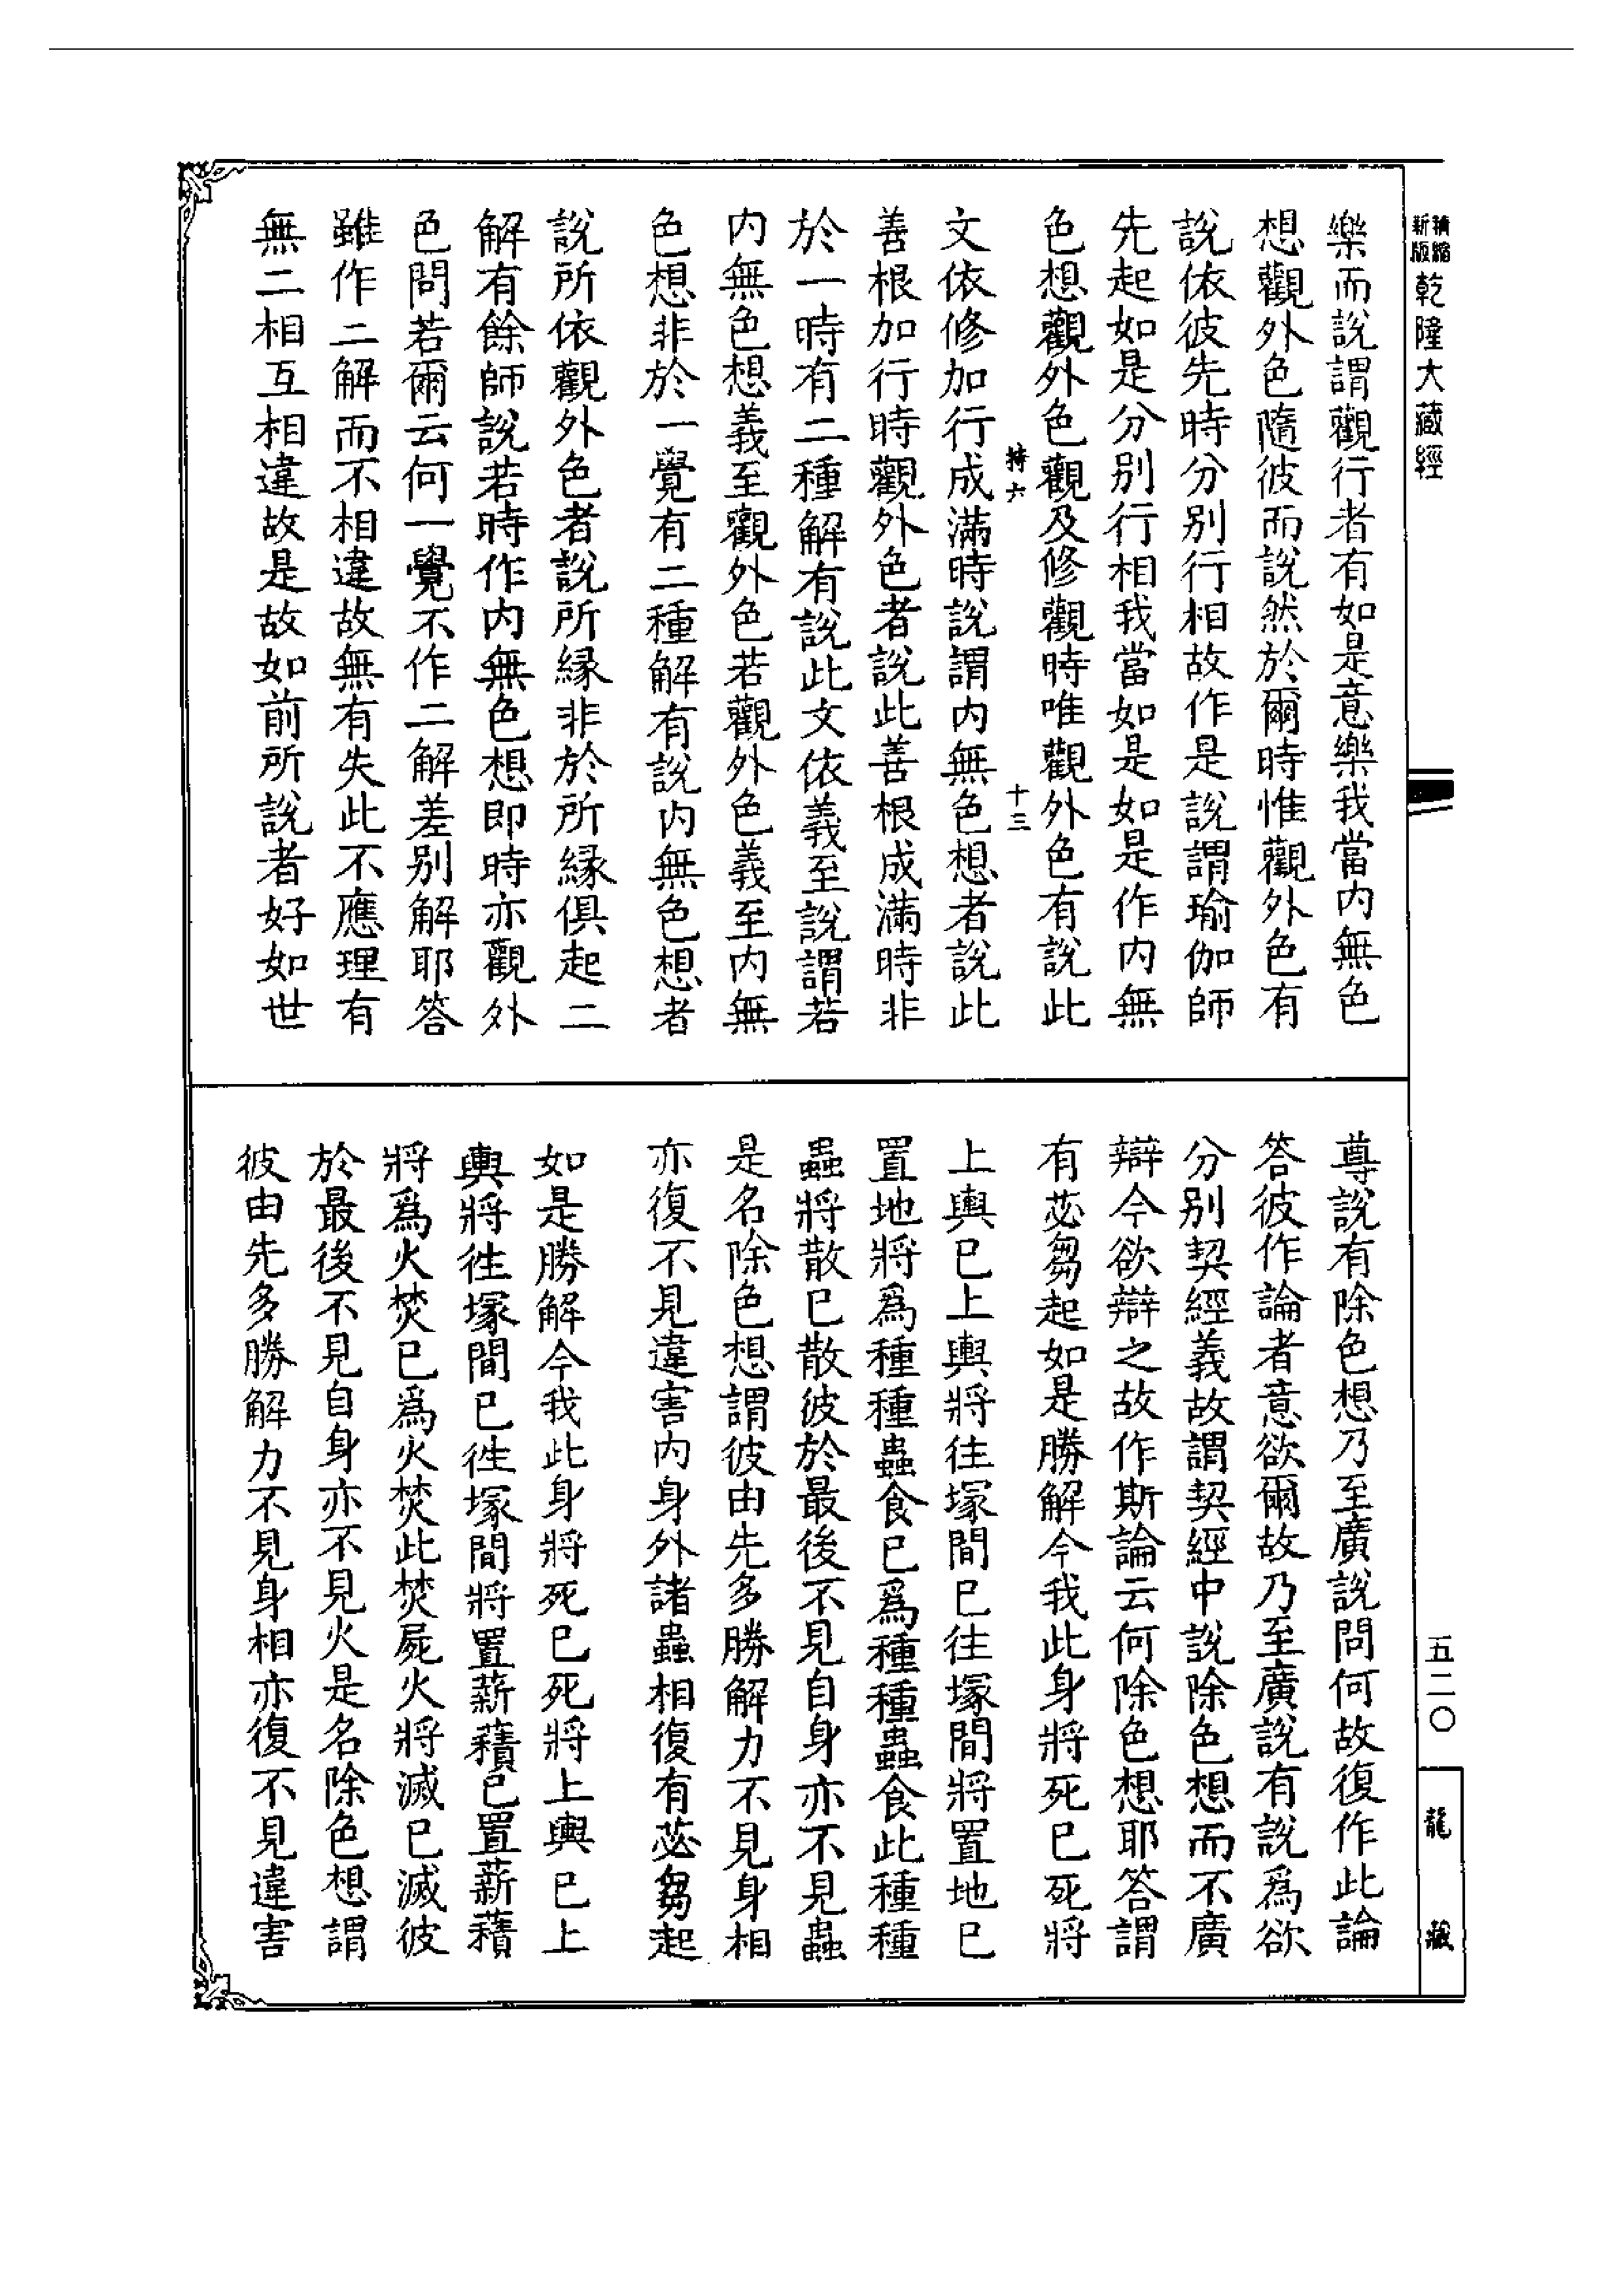 精縮新版 乾隆大藏經
樂而說謂觀行者有如是意樂我當內無色
想觀外色隨彼而說然於爾時惟觀外色有
說依彼先時分別行相故作是說謂瑜伽師
先起如是分別行相我當如是如是作內無
色想觀外色觀及修觀時唯觀外色有說此
持六 十三
文依修加行成滿時說謂內無色想者說此
善根加行時觀外色者說此善根成滿時非
於一時有二種解有說此文依義至說謂若
內無色想義至觀外色若觀外色義至內無
色想非於一覺有二種解有說內無色想者
說所依觀外色者說所緣非於所緣俱起二
解有餘師說若時作內無色想即時亦觀外
色問若爾云何一覺不作二解差別解耶答
雖作二解而不相違故無有失此不應理有
無二相互相違故是故如前所說者好如世
尊說有除色想乃至廣說問何故復作此論
答彼作論者意欲爾故乃至廣說有說爲欲
分別契經義故謂契經中說除色想而不廣
辯今欲辯之故作斯論云何除色想耶答謂
有苾芻起如是勝解今我此身將死已死將
上輿已上輿將往塚間已往塚間將置地已
置地將爲種種蟲食已爲種種蟲食此種種
蟲將散已散彼於最後不見自身亦不見蟲
是名除色想謂彼由先多勝解力不見身相
亦復不見違害內身外諸蟲相復有苾芻起
如是勝解今我此身將死已死將上輿已上
輿將徃塚間已徃塚間將置薪𧂐已置薪𧂐
將爲火焚已爲火焚此焚屍火將滅已滅彼
於最後不見自身亦不見火是名除色想謂
彼由先多勝解力不見身相亦復不見違害
五二〇
龍藏